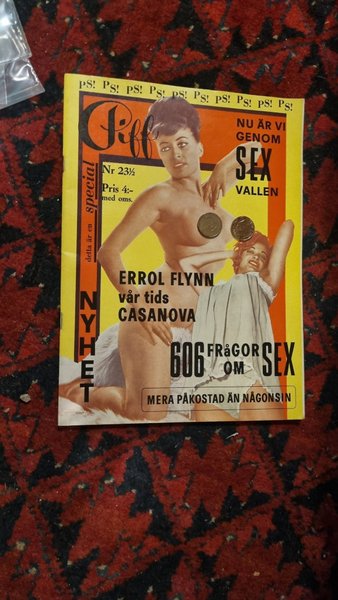 PS! PS! PS! PS! PS! PS! PS! PS! PS! PS!
Piff
Nr 23½
Pris 4:-
med oms.
detta är en special
NYHET
NU ÄR VI
GENOM
SEX
VALLEN
ERROL FLYNN
vår tids
CASANOVA
606 FRåGOR OM SEX
MERA PÅKOSTAD ÄN NÅGONSIN